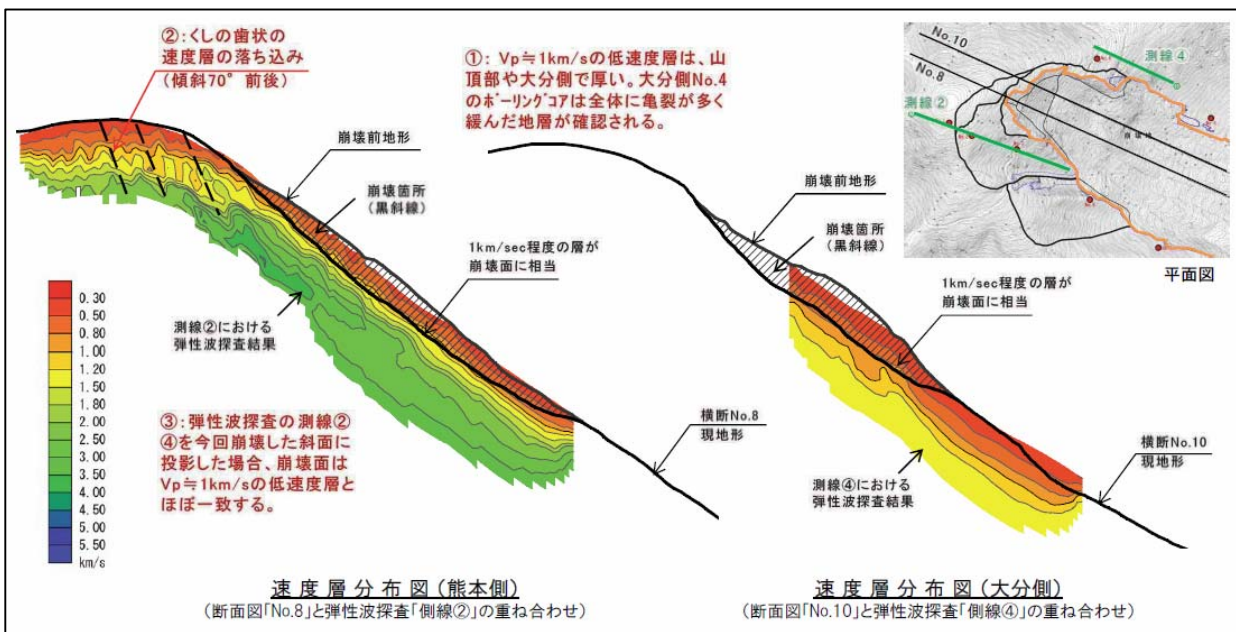 ②：くしの歯状の
速度層の落ち込み
(傾斜70°前後)
①：Vp≒1km/sの低速度層は、山
頂部や大分側で厚い。大分側No.4
のﾎﾞｰﾘﾝｸﾞｺｱは全体に亀裂が多く
緩んだ地層が確認される。
No.10
No.8
測線④
測線②
崩壊地
平面図
崩壊前地形
崩壊箇所
(黒斜線)
1km/sec程度の層が
崩壊面に相当
測線②における
弾性波探査結果
崩壊前地形
崩壊箇所
(黒斜線)
1km/sec程度の層が
崩壊面に相当
0.30
0.50
0.80
1.00
1.20
1.50
1.80
2.00
2.50
3.00
3.50
4.00
4.50
5.00
5.50
km/s
③：弾性波探査の測線②
④を今回崩壊した斜面に
投影した場合、崩壊面は
Vp≒1km/sの低速度層と
ほぼ一致する。
横断No.8
現地形
測線④における
弾性波探査結果
横断No.10
現地形
速度層分布図(熊本側)
(断面図「No.8」と弾性波探査「側線②」の重ね合わせ)
速度層分布図(大分側)
(断面図「No.10」と弾性波探査「側線④」の重ね合わせ)